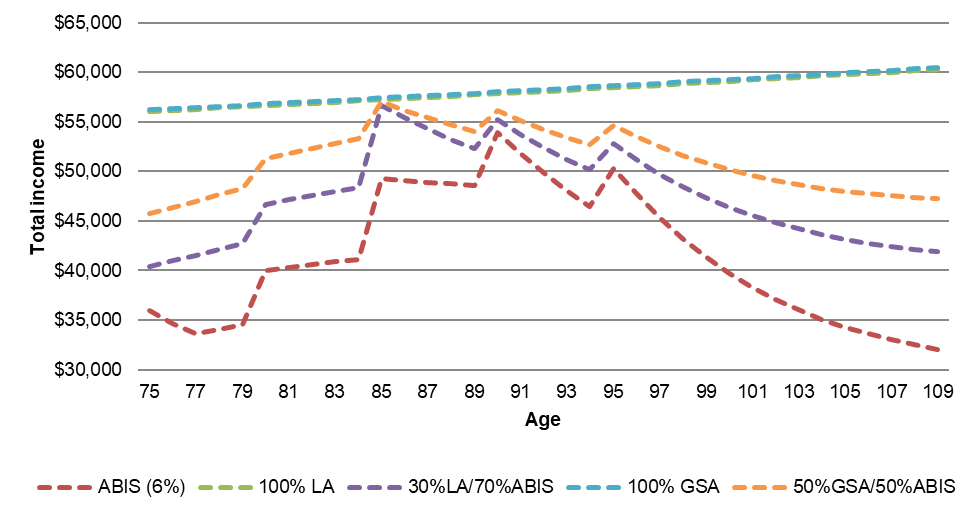 $65,000
$60,000
$55,000
$50,000
$45,000
$40,000
$35,000
$30,000
Total income
75 77 79 81 83 85 87 89 91 93 95 97 99 101 103 105 107 109
Age
ABIS (6%) 100% LA 30%LA/70%ABIS 100% GSA 50%GSA/50%ABIS